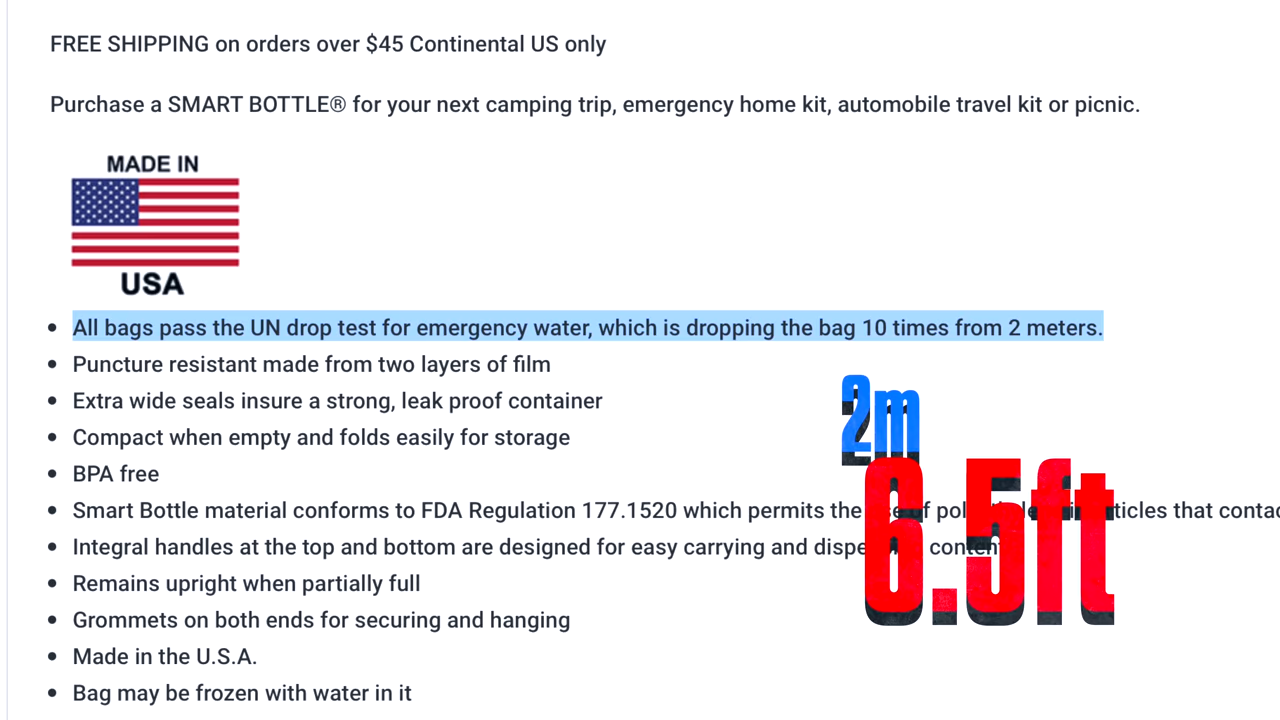 FREE SHIPPING on orders over $45 Continental US only
Purchase a SMART BOTTLE® for your next camping trip, emergency home kit, automobile travel kit or picnic.
MADE IN
USA
All bags pass the UN drop test for emergency water, which is dropping the bag 10 times from 2 meters.
Puncture resistant made from two layers of film
Extra wide seals insure a strong, leak proof container
2m
Compact when empty and folds easily for storage
BPA free
6.5ft
Smart Bottle material conforms to FDA Regulation 177.1520 which permits the of that
Integral handles at the top and bottom are designed for easy carrying and
Remains upright when partially full
Grommets on both ends for securing and hanging
Made in the U.S.A.
Bag may be frozen with water in it